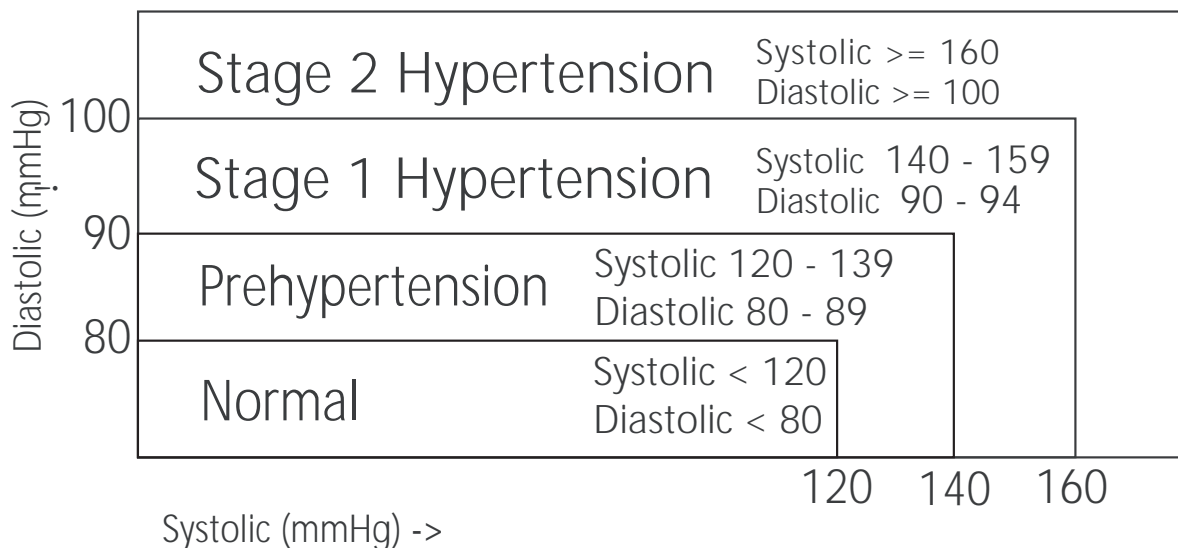 Stage 2 Hypertension
Systolic >= 160
Diastolic >= 100
100
Stage 1 Hypertension
Systolic 140 - 159
Diastolic 90 - 94
90
Prehypertension
Systolic 120 - 139
Diastolic 80 - 89
80
Normal
Systolic < 120
Diastolic < 80
Diastolic (mmHg)
120 140 160
Systolic (mmHg) ->